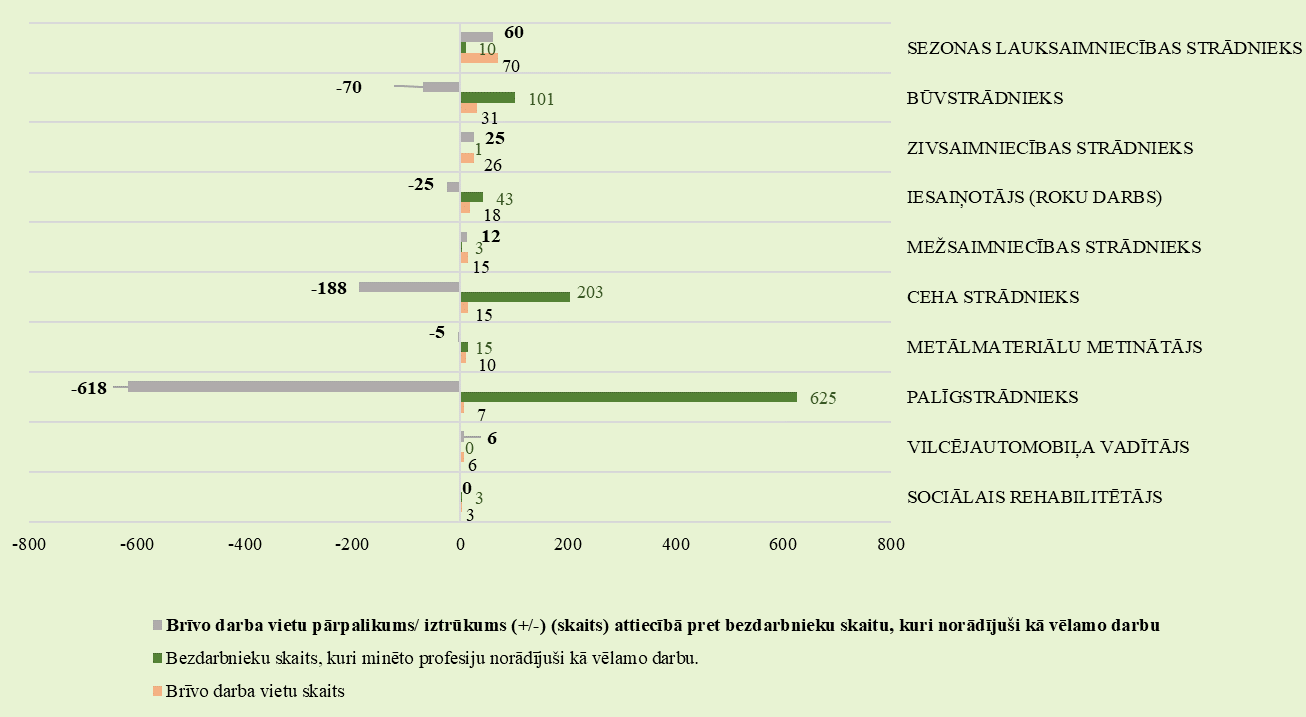 60
10
70
SEZONAS LAUKSAIMNIECĪBAS STRĀDNIEKS
-70
101
31
BŪVSTRĀDNIEKS
25
1
26
ZIVSAIMNIECĪBAS STRĀDNIEKS
-25
43
18
IESAIŅOTĀJS (ROKU DARBS)
12
3
15
MEŽSAIMNIECĪBAS STRĀDNIEKS
-188
203
15
CEHA STRĀDNIEKS
-5
15
10
METĀLMATERIĀLU METINĀTĀJS
-618
625
7
PALĪGSTRĀDNIEKS
6
0
6
VILCĒJAUTOMOBIĻA VADĪTĀJS
0
3
3
SOCIĀLAIS REHABILITĒTĀJS
-800 -600 -400 -200 0 200 400 600 800
Brīvo darba vietu pārpalikums/ iztrūkums (+/-) (skaits) attiecībā pret bezdarbnieku skaitu, kuri norādījuši kā vēlamo darbu
Bezdarbnieku skaits, kuri minēto profesiju norādījuši kā vēlamo darbu.
Brīvo darba vietu skaits